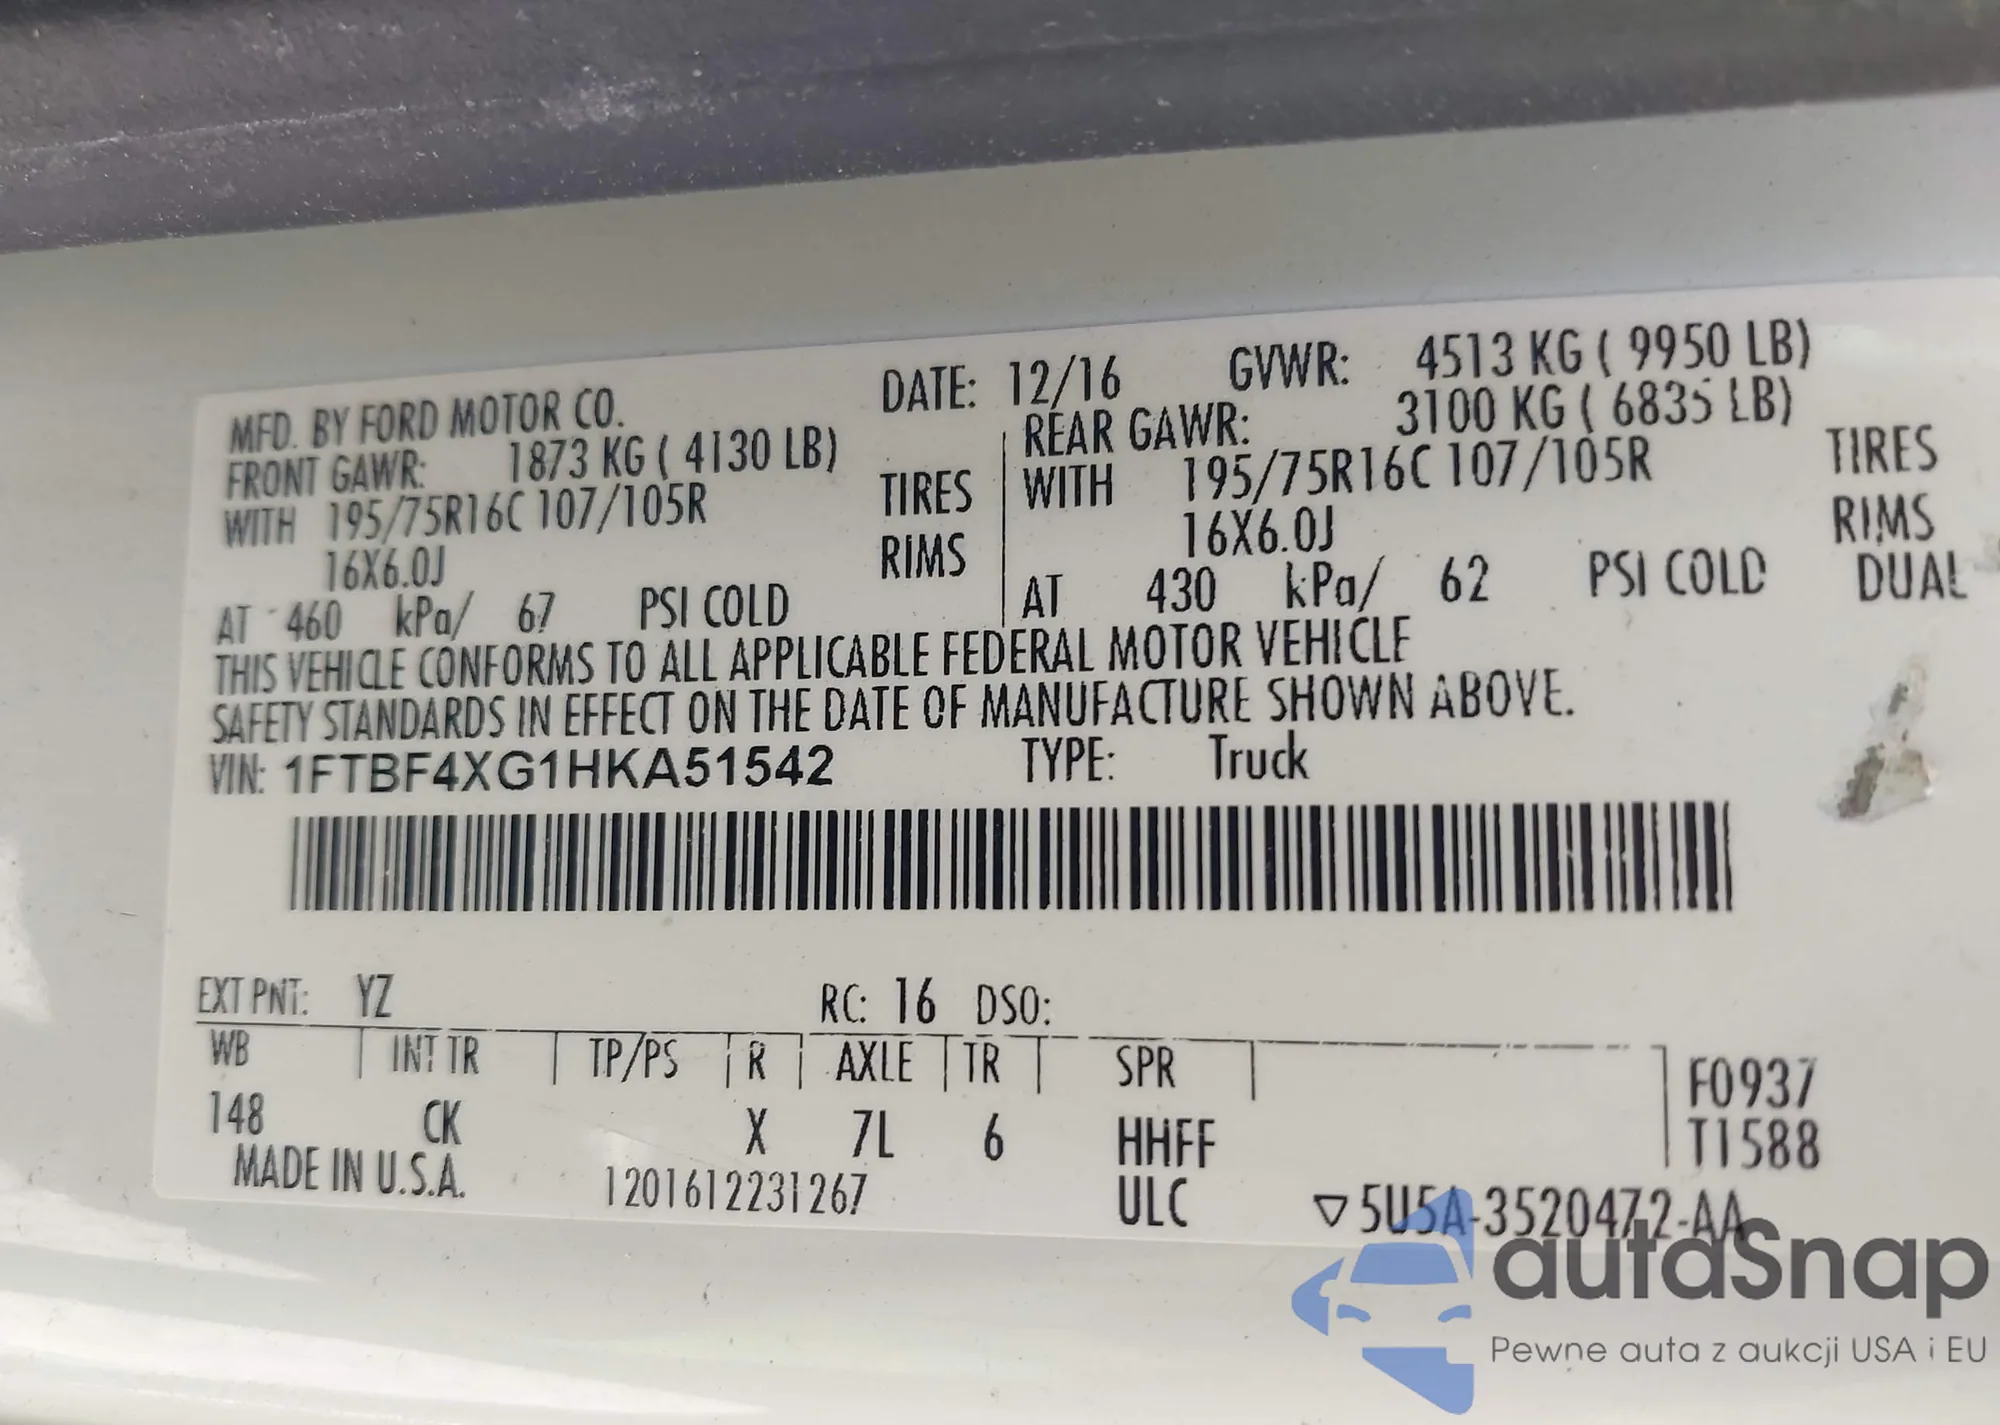 MFD. BY FORD MOTOR CO. DATE: 12/16 GVWR: 4513 KG ( 9950 LB)
FRONT GAWR: 1873 KG ( 4130 LB) REAR GAWR: 3100 KG ( 6835 LB)
WITH 195/75R16C 107/105R TIRES WITH 195/75R16C 107/105R TIRES
16X6.0J RIMS 16X6.0J RIMS
AT 460 kPa/ 67 PSI COLD AT 430 kPa/ 62 PSI COLD DUAL
THIS VEHICLE CONFORMS TO ALL APPLICABLE FEDERAL MOTOR VEHICLE
SAFETY STANDARDS IN EFFECT ON THE DATE OF MANUFACTURE SHOWN ABOVE.
VIN: 1FTBF4XG1HKA51542 TYPE: Truck
EXT PNT: YZ RC: 16 DSO:
WB INT TR TP/PS R AXLE TR SPR F0937
148 CK X 7L 6 HHFF T1588
MADE IN U.S.A. 1201612231267 ULC ▽5U5A-3520472-AA
autaSnap
Pewne auta z aukcji USA i EU